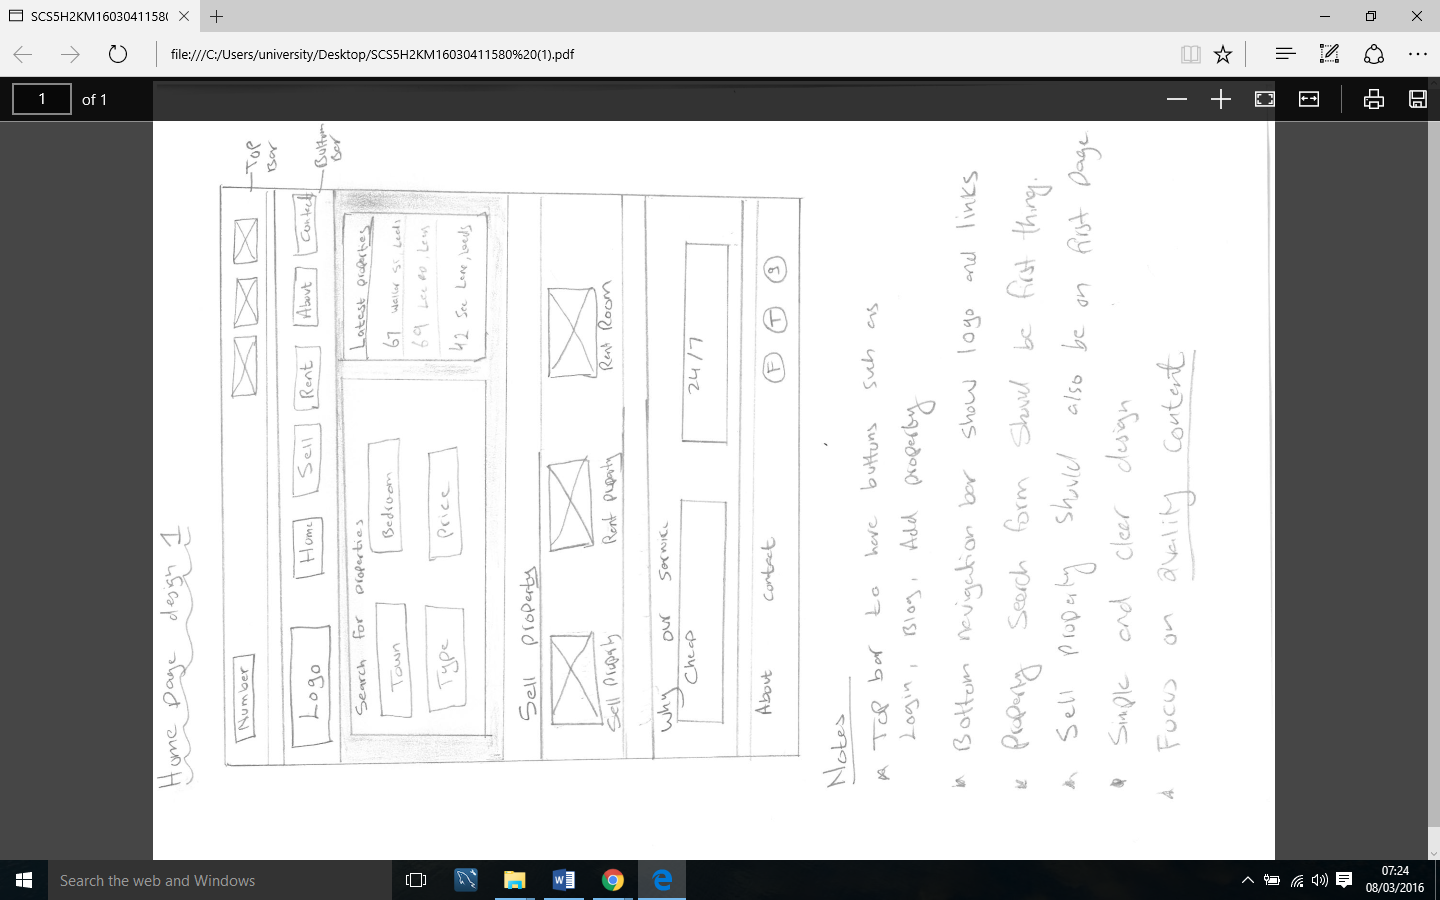 SCS5H2KM1603041158
file:///C:/Users/university/Desktop/SCS5H2KM16030411580%20(1).pdf
1 of 1
Home page design 1
Number
Top Bar
Logo
Home
Sell
Rent
About
Contact
Button Bar
Search for properties
Town
Bedroom
Type
Price
Latest properties
67
69
42
Sell property
Sell Property
Rent Property
Rent Room
Why our service
Cheap
24/7
About
Contact
F
T
g
Notes
Top bar to have buttons such as
Login, Blog, Add property
Bottom navigation bar show logo and links
Property Search form should be first thing.
Sell property should also be on first page
Simple and clear design
Focus on quality content
Search the web and Windows
07:24
08/03/2016